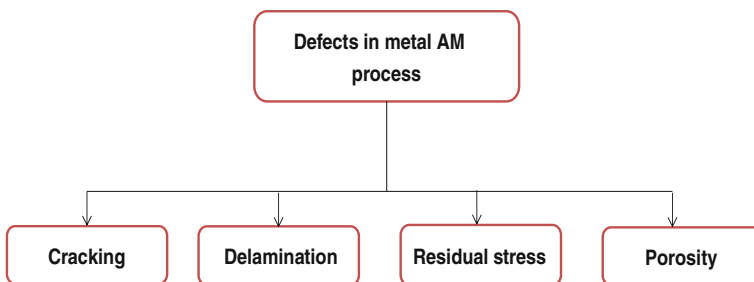 Defects in metal AM
process
Cracking
Delamination
Residual stress
Porosity